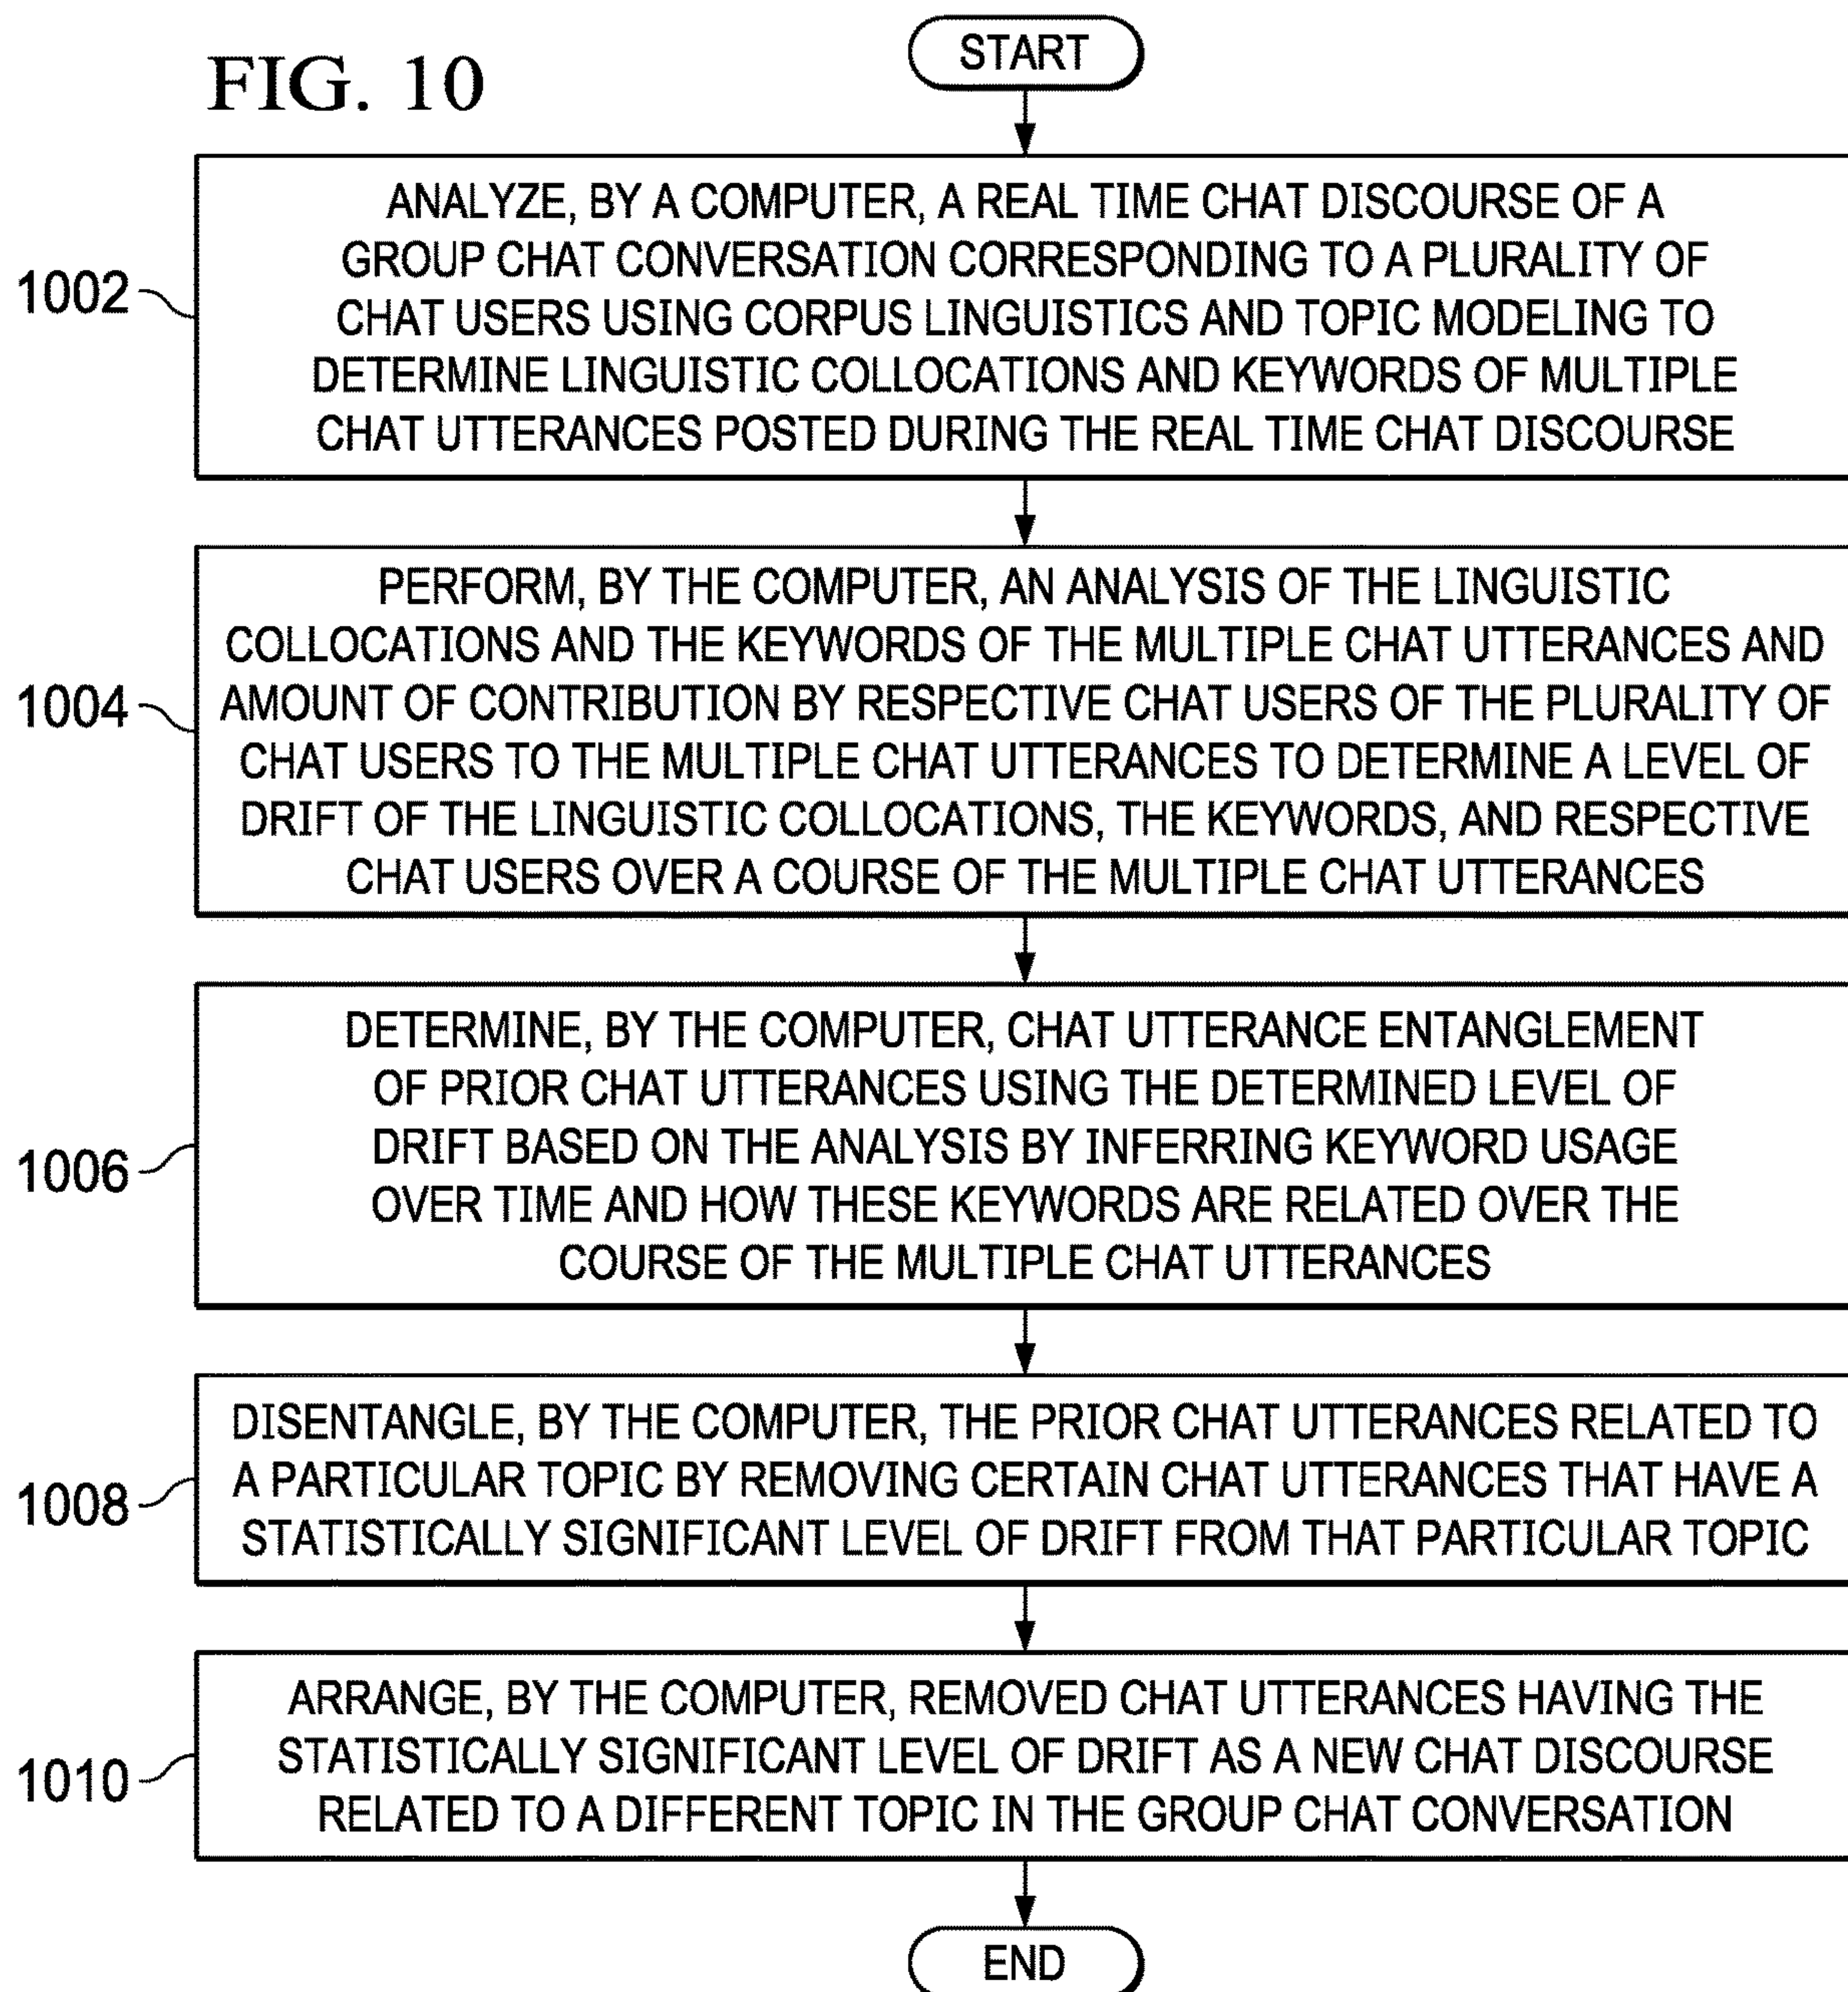 FIG. 10
START
1002
ANALYZE, BY A COMPUTER, A REAL TIME CHAT DISCOURSE OF A
GROUP CHAT CONVERSATION CORRESPONDING TO A PLURALITY OF
CHAT USERS USING CORPUS LINGUISTICS AND TOPIC MODELING TO
DETERMINE LINGUISTIC COLLOCATIONS AND KEYWORDS OF MULTIPLE
CHAT UTTERANCES POSTED DURING THE REAL TIME CHAT DISCOURSE
1004
PERFORM, BY THE COMPUTER, AN ANALYSIS OF THE LINGUISTIC
COLLOCATIONS AND THE KEYWORDS OF THE MULTIPLE CHAT UTTERANCES AND
AMOUNT OF CONTRIBUTION BY RESPECTIVE CHAT USERS OF THE PLURALITY OF
CHAT USERS TO THE MULTIPLE CHAT UTTERANCES TO DETERMINE A LEVEL OF
DRIFT OF THE LINGUISTIC COLLOCATIONS, THE KEYWORDS, AND RESPECTIVE
CHAT USERS OVER A COURSE OF THE MULTIPLE CHAT UTTERANCES
1006
DETERMINE, BY THE COMPUTER, CHAT UTTERANCE ENTANGLEMENT
OF PRIOR CHAT UTTERANCES USING THE DETERMINED LEVEL OF
DRIFT BASED ON THE ANALYSIS BY INFERRING KEYWORD USAGE
OVER TIME AND HOW THESE KEYWORDS ARE RELATED OVER THE
COURSE OF THE MULTIPLE CHAT UTTERANCES
1008
DISENTANGLE, BY THE COMPUTER, THE PRIOR CHAT UTTERANCES RELATED TO
A PARTICULAR TOPIC BY REMOVING CERTAIN CHAT UTTERANCES THAT HAVE A
STATISTICALLY SIGNIFICANT LEVEL OF DRIFT FROM THAT PARTICULAR TOPIC
1010
ARRANGE, BY THE COMPUTER, REMOVED CHAT UTTERANCES HAVING THE
STATISTICALLY SIGNIFICANT LEVEL OF DRIFT AS A NEW CHAT DISCOURSE
RELATED TO A DIFFERENT TOPIC IN THE GROUP CHAT CONVERSATION
END